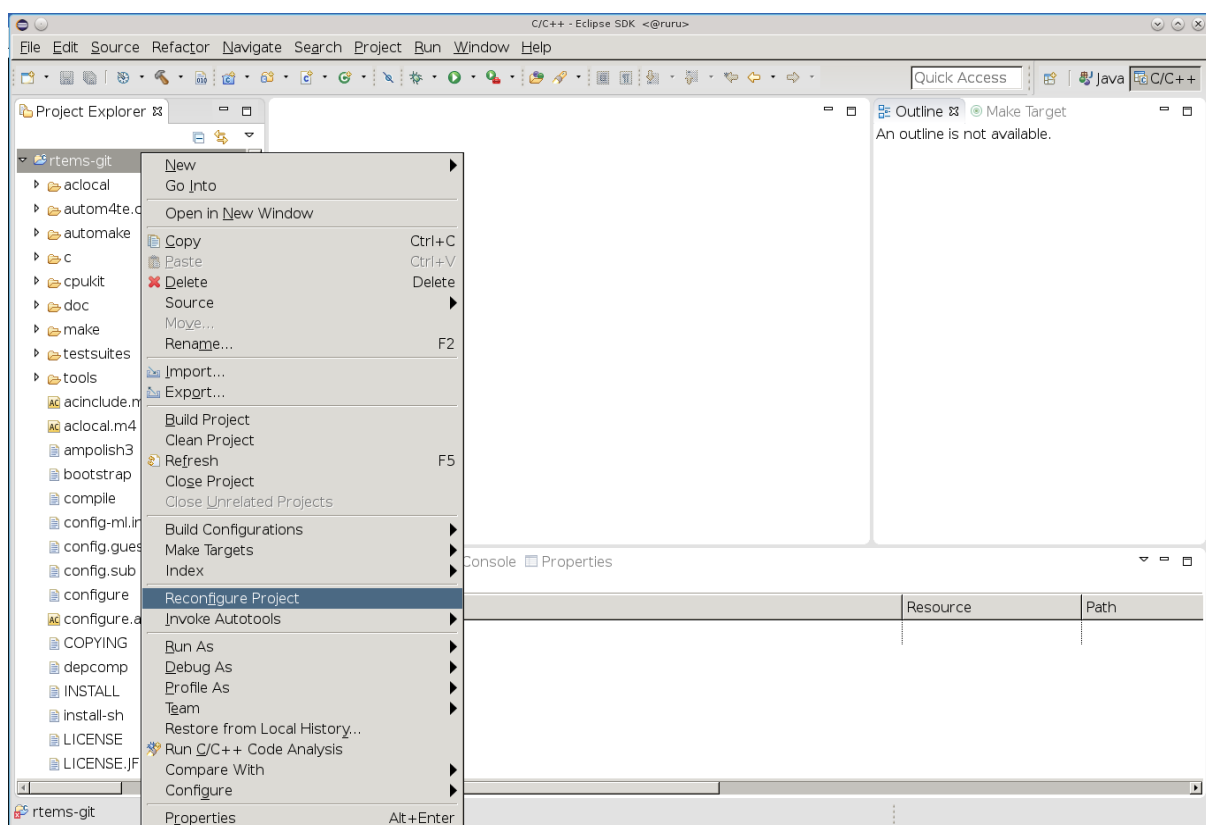 C/C++ - Eclipse SDK <@ruru>
File Edit Source Refactor Navigate Search Project Run Window Help
Quick Access Java C/C++
Project Explorer
Outline Make Target
An outline is not available.
rtems-git
aclocal
autom4te.c
automake
c
cpukit
doc
make
testsuites
tools
acinclude.m
aclocal.m4
ampolish3
bootstrap
compile
config-ml.in
config.gues
config.sub
configure
configure.a
COPYING
depcomp
INSTALL
install-sh
LICENSE
LICENSE.JF
New
Go Into
Open in New Window
Copy Ctrl+C
Paste Ctrl+V
Delete Delete
Source
Move...
Rename... F2
Import...
Export...
Build Project
Clean Project
Refresh F5
Close Project
Close Unrelated Projects
Build Configurations
Make Targets
Index
Reconfigure Project
Invoke Autotools
Run As
Debug As
Profile As
Team
Restore from Local History...
Run C/C++ Code Analysis
Compare With
Configure
Properties Alt+Enter
Console Properties
Resource Path
rtems-git